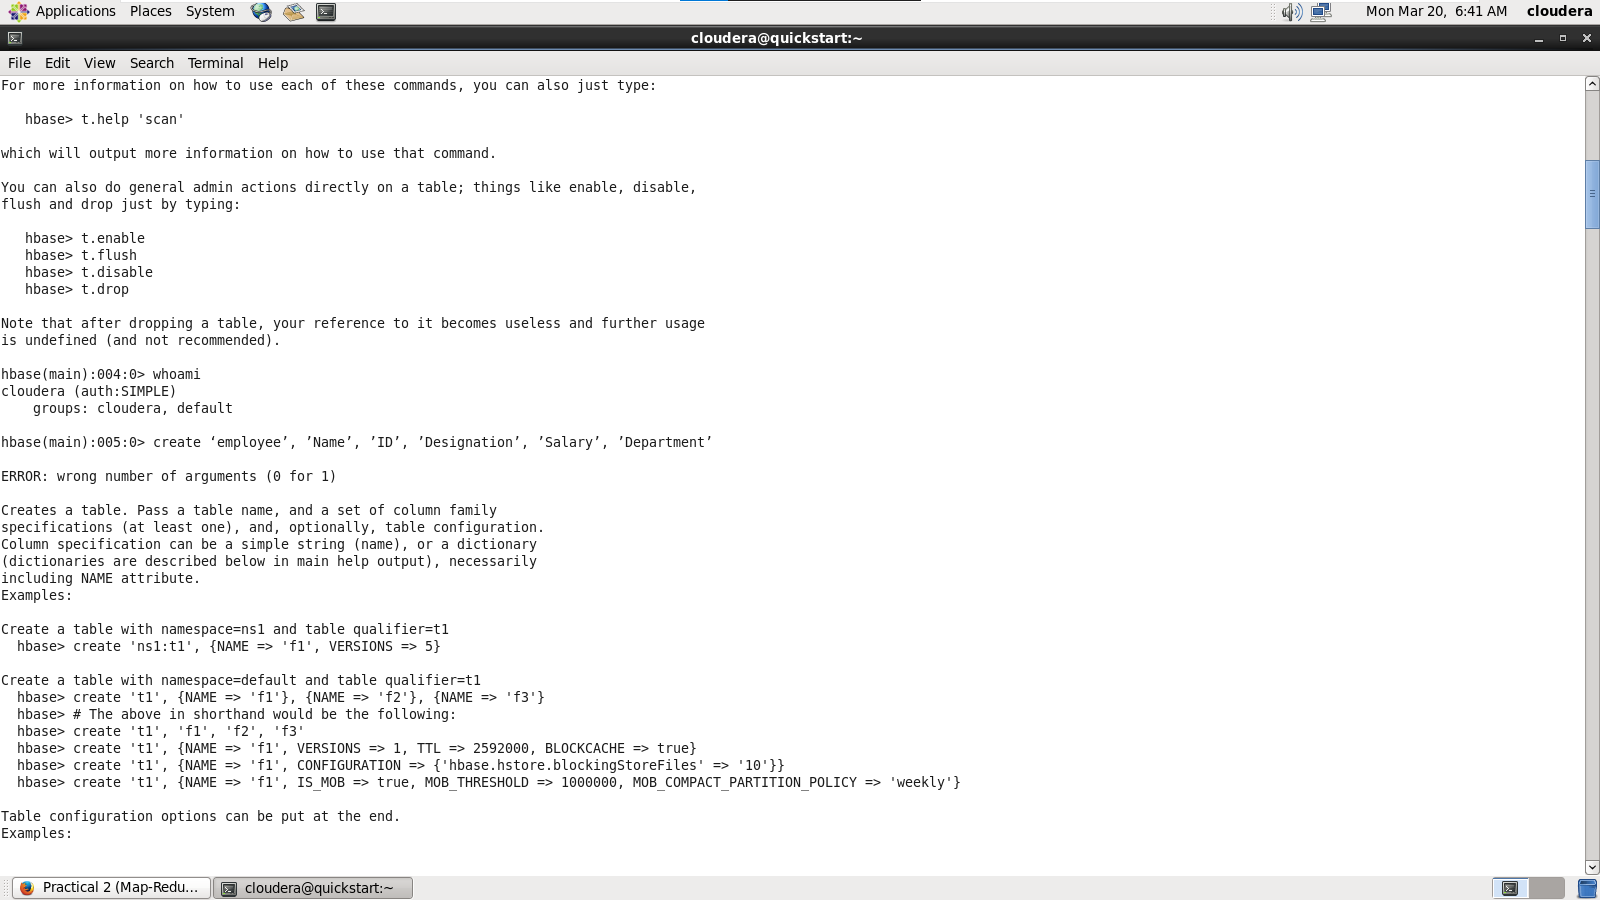 Applications Places System Mon Mar 20, 6:41 AM cloudera
cloudera@quickstart:~
File Edit View Search Terminal Help
For more information on how to use each of these commands, you can also just type:
hbase> t.help 'scan'
which will output more information on how to use that command.
You can also do general admin actions directly on a table; things like enable, disable,
flush and drop just by typing:
hbase> t.enable
hbase> t.flush
hbase> t.disable
hbase> t.drop
Note that after dropping a table, your reference to it becomes useless and further usage
is undefined (and not recommended).
hbase(main):004:0> whoami
cloudera (auth:SIMPLE)
groups: cloudera, default
hbase(main):005:0> create ‘employee’, ’Name’, ’ID’, ’Designation’, ’Salary’, ’Department’
ERROR: wrong number of arguments (0 for 1)
Creates a table. Pass a table name, and a set of column family
specifications (at least one), and, optionally, table configuration.
Column specification can be a simple string (name), or a dictionary
(dictionaries are described below in main help output), necessarily
including NAME attribute.
Examples:
Create a table with namespace=ns1 and table qualifier=t1
hbase> create 'ns1:t1', {NAME => 'f1', VERSIONS => 5}
Create a table with namespace=default and table qualifier=t1
hbase> create 't1', {NAME => 'f1'}, {NAME => 'f2'}, {NAME => 'f3'}
hbase> # The above in shorthand would be the following:
hbase> create 't1', 'f1', 'f2', 'f3'
hbase> create 't1', {NAME => 'f1', VERSIONS => 1, TTL => 2592000, BLOCKCACHE => true}
hbase> create 't1', {NAME => 'f1', CONFIGURATION => {'hbase.hstore.blockingStoreFiles' => '10'}}
hbase> create 't1', {NAME => 'f1', IS_MOB => true, MOB_THRESHOLD => 1000000, MOB_COMPACT_PARTITION_POLICY => 'weekly'}
Table configuration options can be put at the end.
Examples:
Practical 2 (Map-Redu... cloudera@quickstart:~